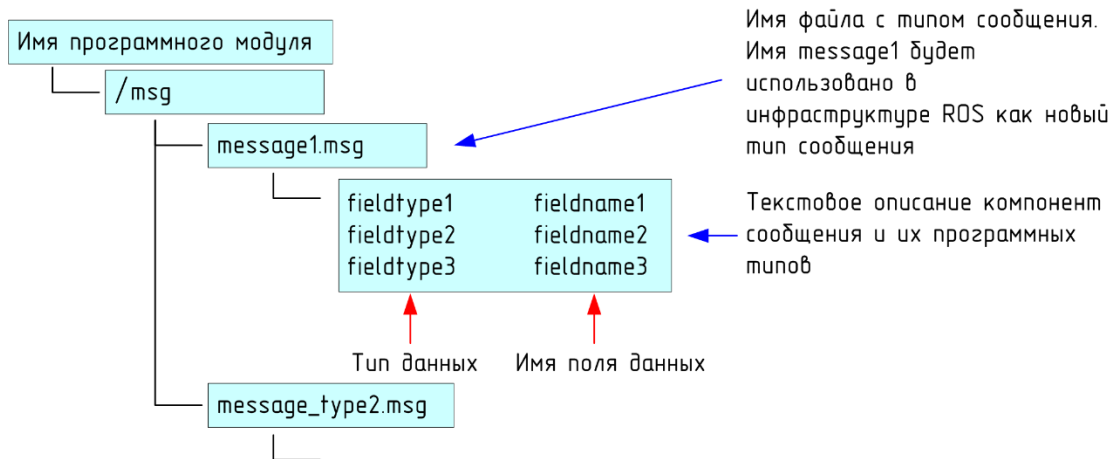 Имя программного модуля
/msg
message1.msg
Имя файла с типом сообщения.
Имя message1 будет
использовано в
инфраструктуре ROS как новый
тип сообщения
fieldtype1 fieldname1
fieldtype2 fieldname2
fieldtype3 fieldname3
Текстовое описание компонент
сообщения и их программных
типов
Тип данных Имя поля данных
message_type2.msg